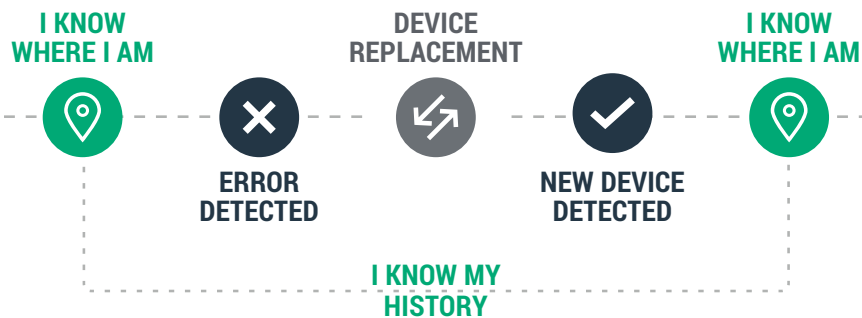 I KNOW
WHERE I AM
ERROR
DETECTED
DEVICE
REPLACEMENT
NEW DEVICE
DETECTED
I KNOW
WHERE I AM
I KNOW MY
HISTORY